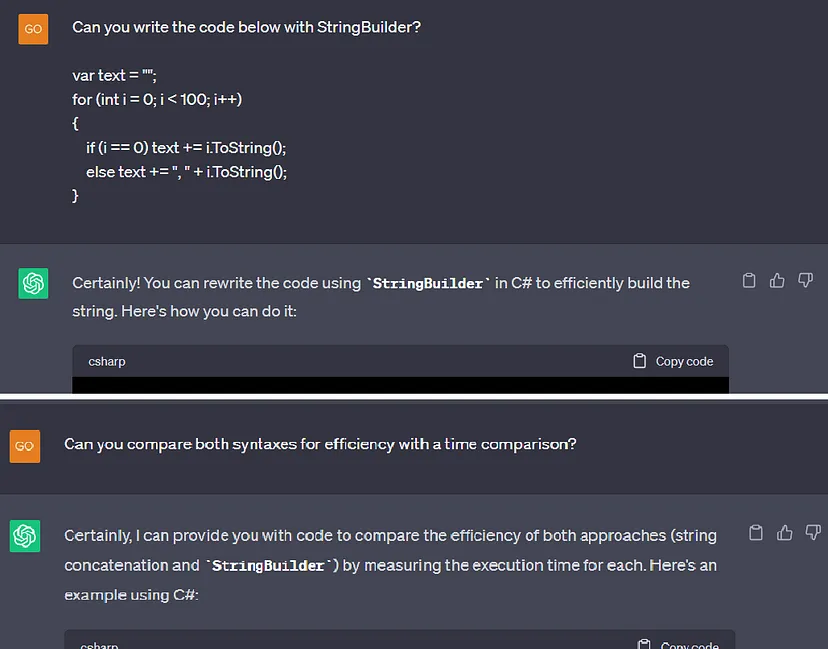 GO
Can you write the code below with StringBuilder?
var text = "";
for (int i = 0; i < 100; i++)
{
if (i == 0) text += i.ToString();
else text += ", " + i.ToString();
}
Certainly! You can rewrite the code using `StringBuilder` in C# to efficiently build the
string. Here's how you can do it:
csharp
Copy code
GO
Can you compare both syntaxes for efficiency with a time comparison?
Certainly, I can provide you with code to compare the efficiency of both approaches (string
concatenation and `StringBuilder`) by measuring the execution time for each. Here's an
example using C#:
csharp
Copy code